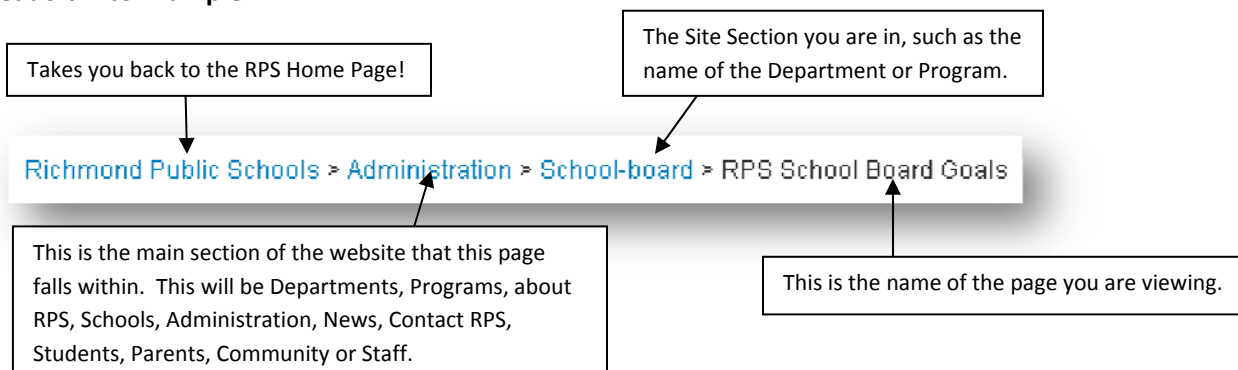 The Site Section you are in, such as the
name of the Department or Program.
Takes you back to the RPS Home Page!
Richmond Public Schools > Administration > School-board > RPS School Board Goals
This is the main section of the website that this page
falls within.  This will be Departments, Programs, about
RPS, Schools, Administration, News, Contact RPS,
Students, Parents, Community or Staff.
This is the name of the page you are viewing.